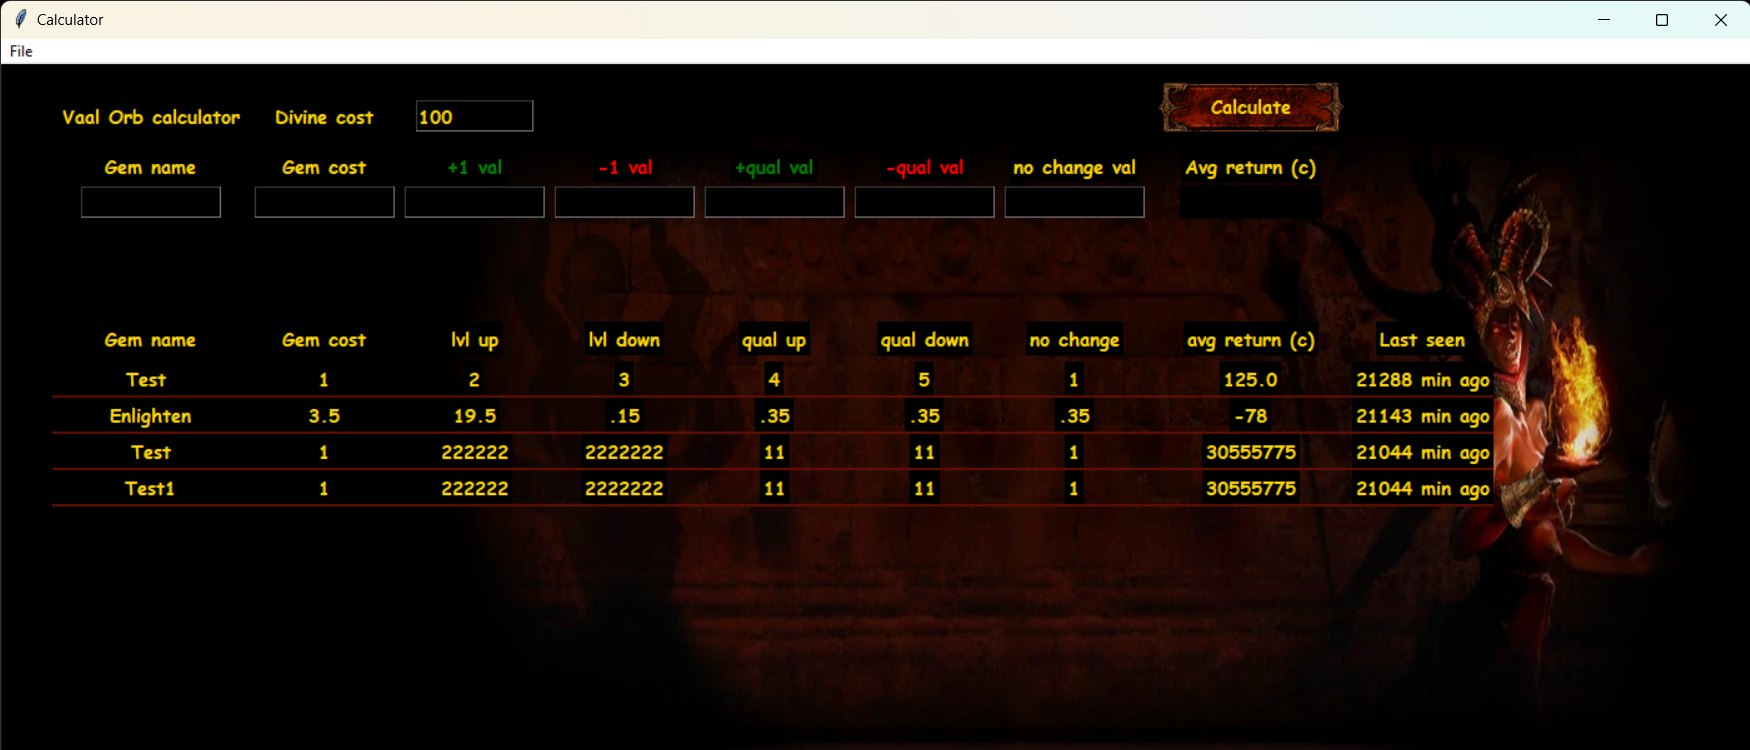 Calculator
File
Vaal Orb calculator Divine cost 100 Calculate
Gem name Gem cost +1 val -1 val +qual val -qual val no change val Avg return (c)
Gem name Gem cost lvl up lvl down qual up qual down no change avg return (c) Last seen
Test 1 2 3 4 5 1 125.0 21288 min ago
Enlighten 3.5 19.5 .15 .35 .35 .35 -78 21143 min ago
Test 1 222222 2222222 11 11 1 30555775 21044 min ago
Test1 1 222222 2222222 11 11 1 30555775 21044 min ago